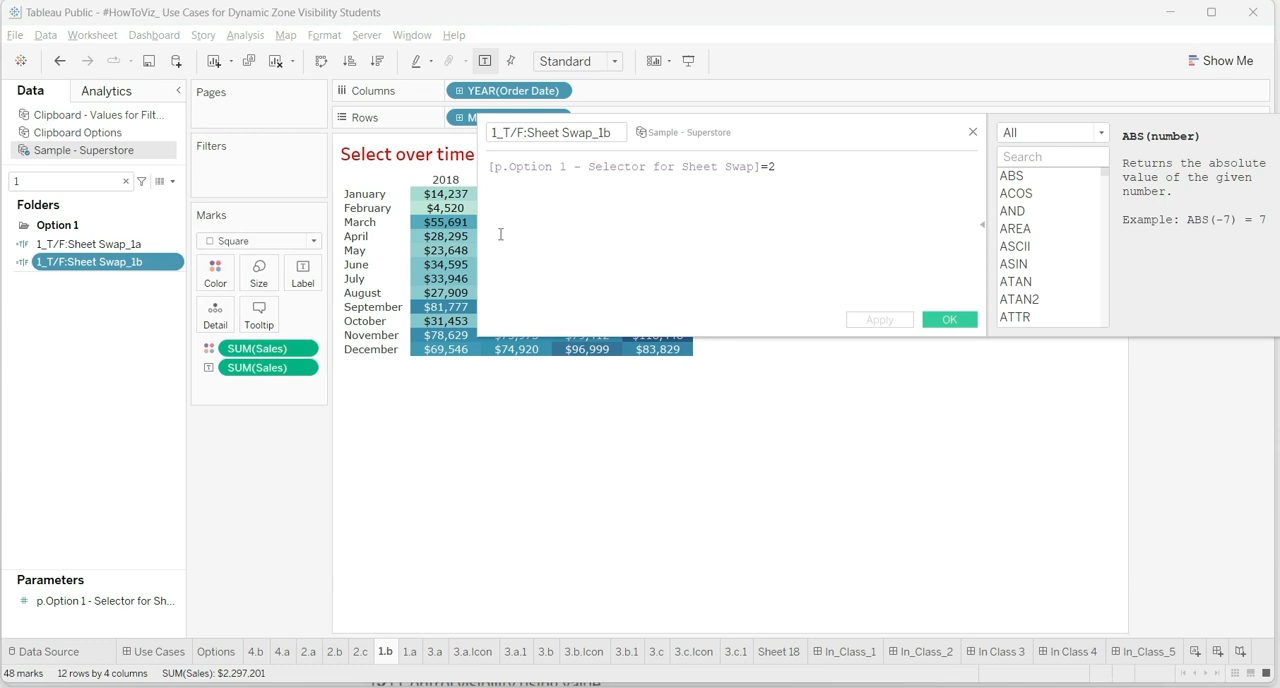 Tableau Public - #HowToViz_ Use Cases for Dynamic Zone Visibility Students
File Data Worksheet Dashboard Story Analysis Map Format Server Window Help
Standard
Show Me
Data Analytics
Pages
Columns YEAR(Order Date)
Rows
Clipboard - Values for Filt...
Clipboard Options
Sample - Superstore
Filters
1
Folders
Option 1
1_T/F:Sheet Swap_1a
1_T/F:Sheet Swap_1b
Marks
Square
Color Size Label
Detail Tooltip
SUM(Sales)
SUM(Sales)
Select over time
2018
January $14,237
February $4,520
March $55,691
April $28,295
May $23,648
June $34,595
July $33,946
August $27,909
September $81,777
October $31,453
November $78,629
December $69,546 $74,920 $96,999 $83,829
1_T/F:Sheet Swap_1b Sample - Superstore
[p.Option 1 - Selector for Sheet Swap]=2
Apply OK
All
Search
ABS
ACOS
AND
AREA
ASCII
ASIN
ATAN
ATAN2
ATTR
ABS(number)
Returns the absolute
value of the given
number.
Example: ABS(-7) = 7
Parameters
p.Option 1 - Selector for Sh...
Data Source Use Cases Options 4.b 4.a 2.a 2.b 2.c 1.b 1.a 3.a 3.a.Icon 3.a.1 3.b 3.b.Icon 3.b.1 3.c 3.c.Icon 3.c.1 Sheet 18 In_Class_1 In_Class_2 In Class 3 In Class 4 In_Class_5
48 marks 12 rows by 4 columns SUM(Sales): $2,297,201